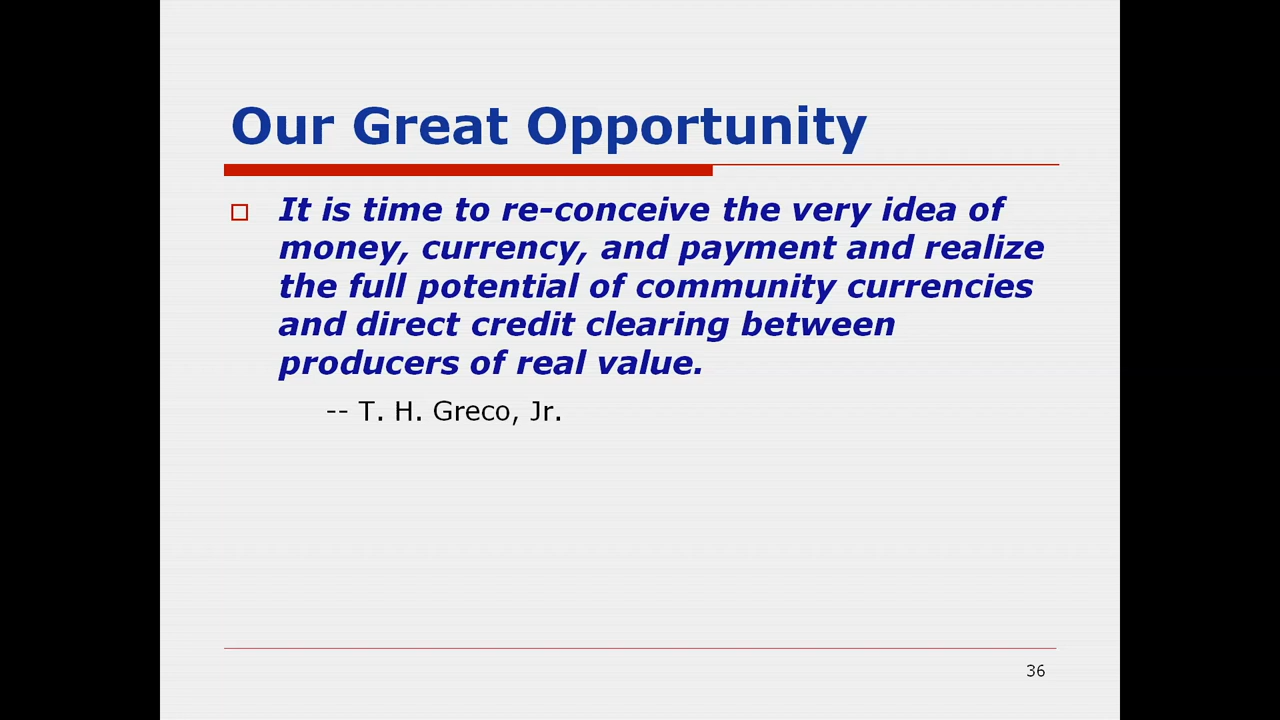 Our Great Opportunity
It is time to re-conceive the very idea of
money, currency, and payment and realize
the full potential of community currencies
and direct credit clearing between
producers of real value.
-- T. H. Greco, Jr.
36